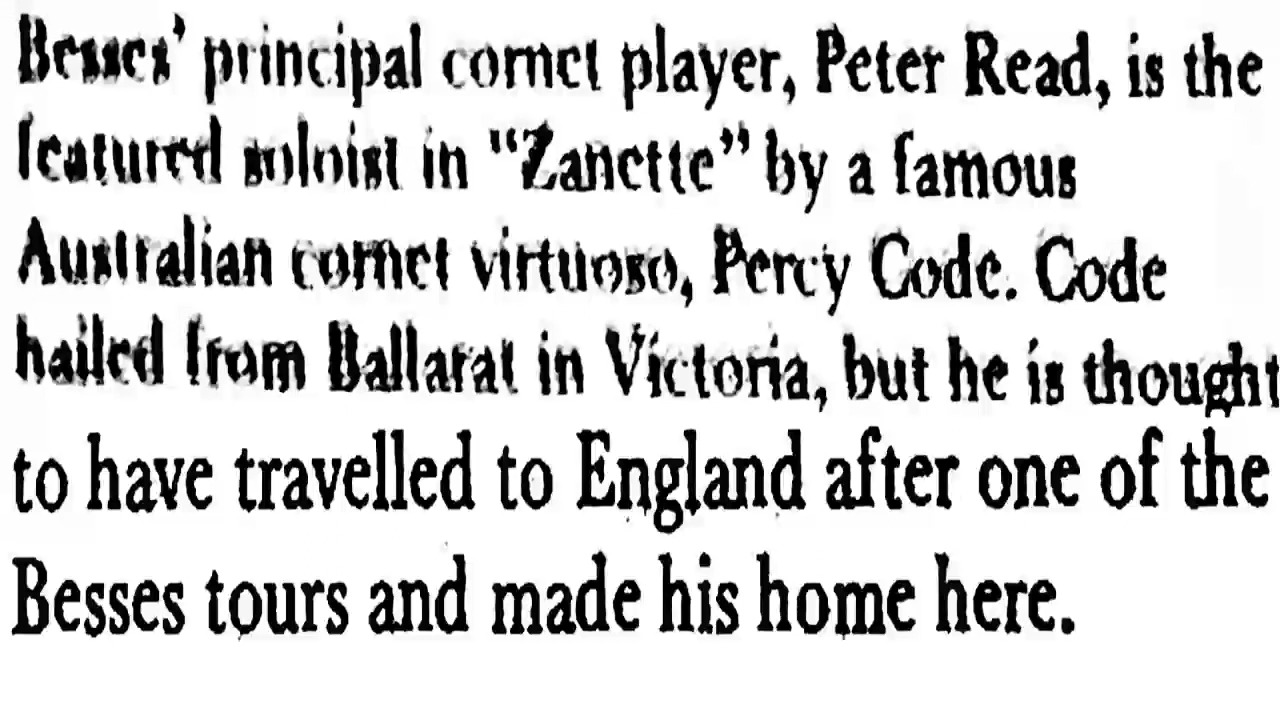 Besses' principal cornet player, Peter Read, is the
featured soloist in "Zanette" by a famous
Australian cornet virtuoso, Percy Code. Code
hailed from Ballarat in Victoria, but he is thought
to have travelled to England after one of the
Besses tours and made his home here.